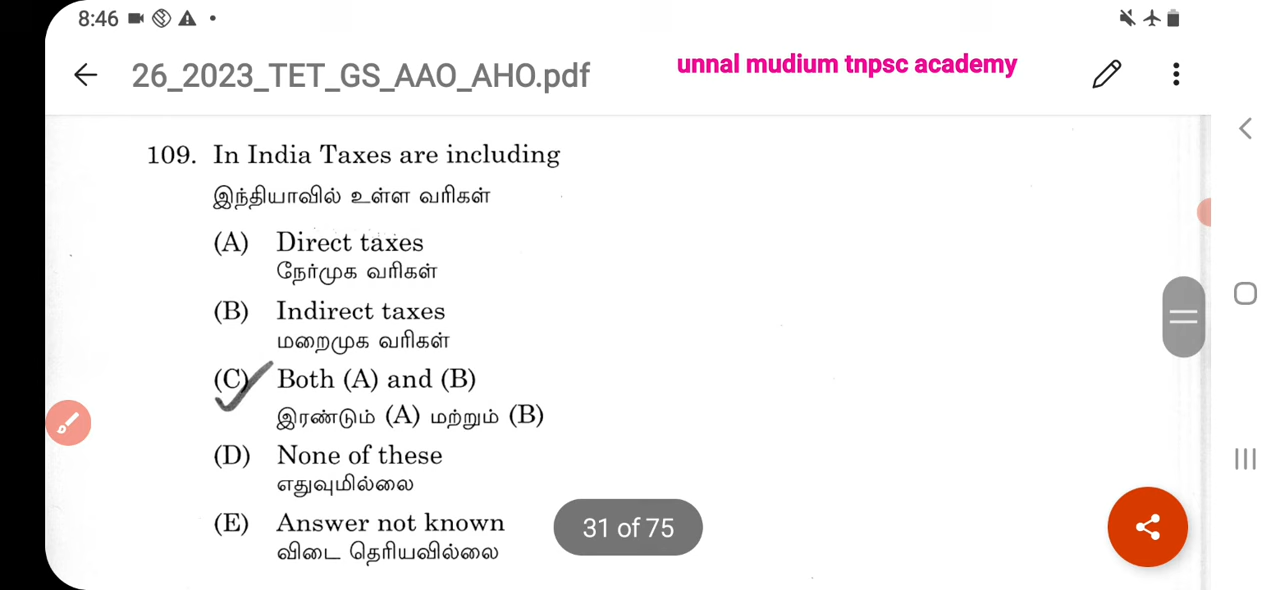 8:46
26_2023_TET_GS_AAO_AHO.pdf
unnal mudium tnpsc academy
109. In India Taxes are including
இந்தியாவில் உள்ள வரிகள்
(A) Direct taxes
நேர்முக வரிகள்
(B) Indirect taxes
மறைமுக வரிகள்
(C) Both (A) and (B)
இரண்டும் (A) மற்றும் (B)
(D) None of these
எதுவுமில்லை
(E) Answer not known
விடை தெரியவில்லை
31 of 75